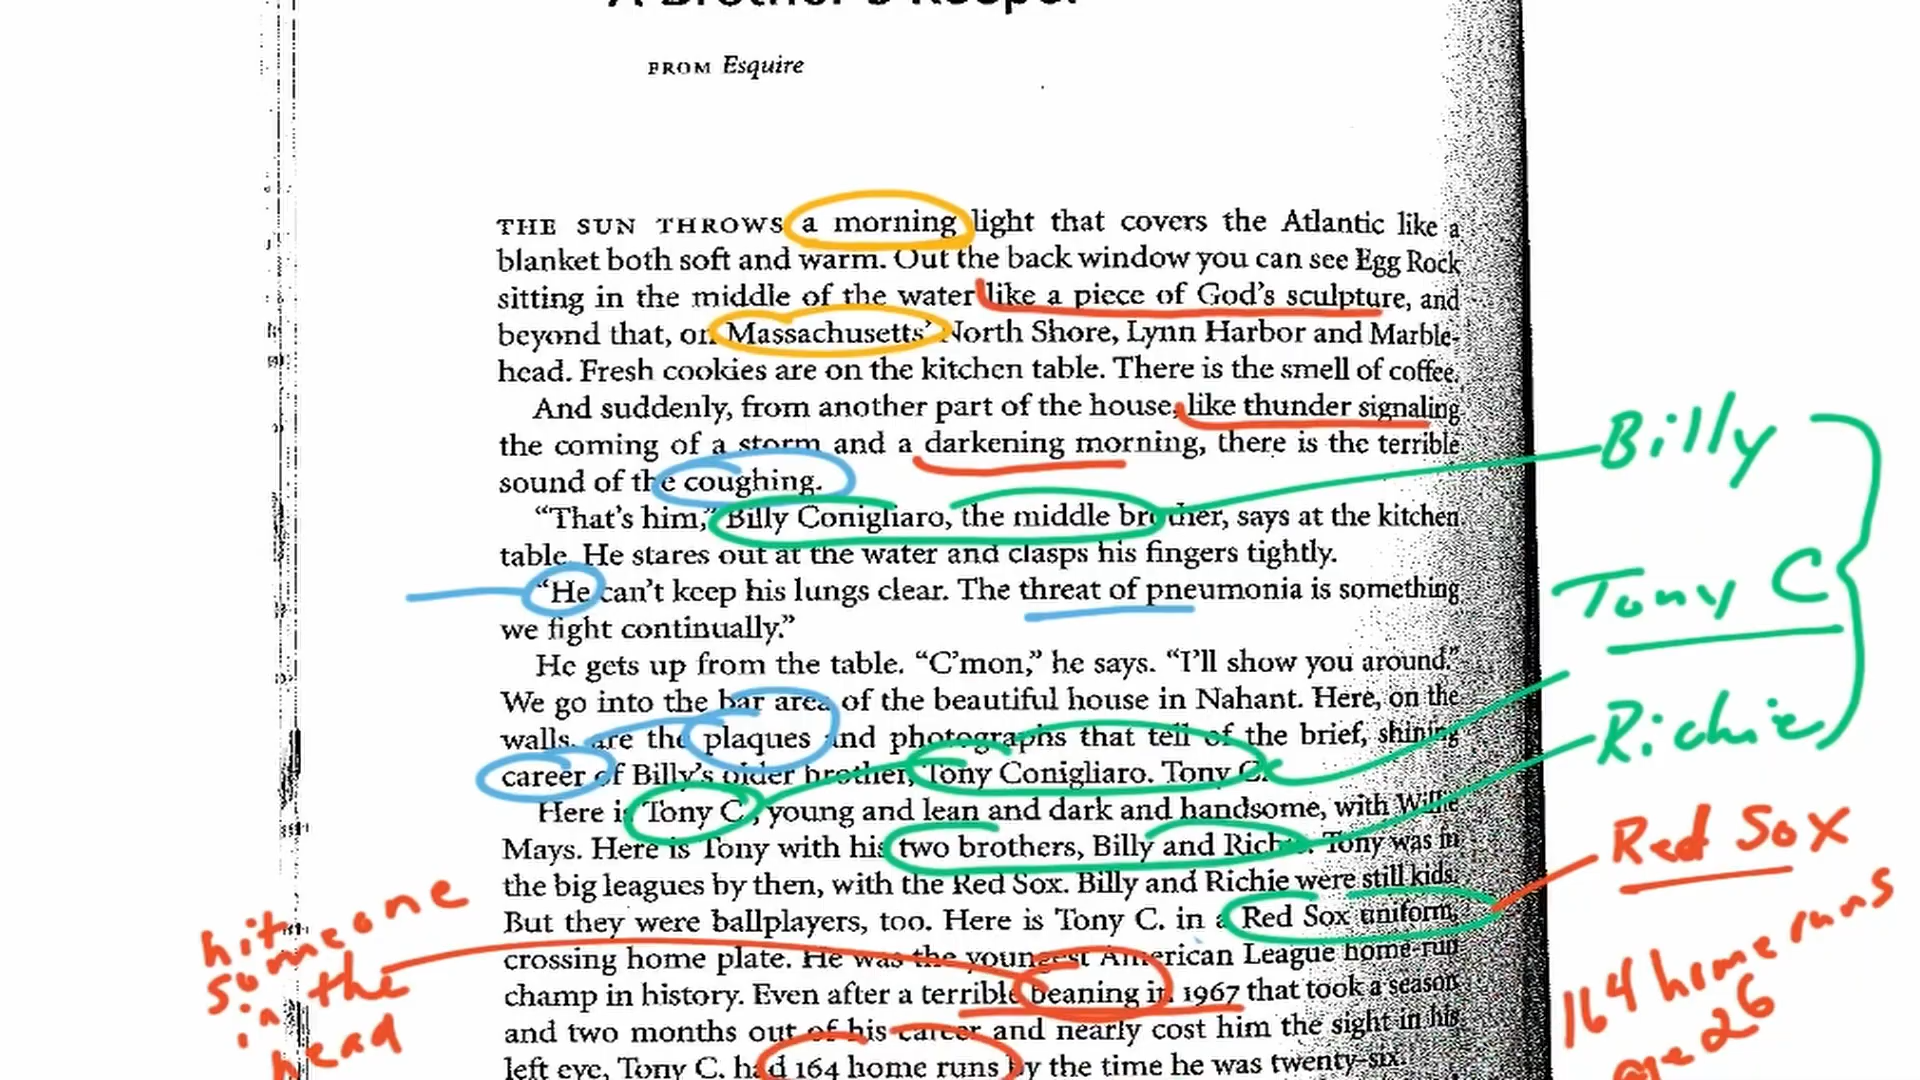 A Brother's Keeper
FROM Esquire
THE SUN THROWS a morning light that covers the Atlantic like a
blanket both soft and warm. Out the back window you can see Egg Rock
sitting in the middle of the water like a piece of God's sculpture, and
beyond that, on Massachusetts' North Shore, Lynn Harbor and Marble-
head. Fresh cookies are on the kitchen table. There is the smell of coffee.
And suddenly, from another part of the house, like thunder signaling
the coming of a storm and a darkening morning, there is the terrible
sound of the coughing.
"That's him," Billy Conigliaro, the middle brother, says at the kitchen
table. He stares out at the water and clasps his fingers tightly.
"He can't keep his lungs clear. The threat of pneumonia is something
we fight continually."
He gets up from the table. "C'mon," he says. "I'll show you around."
We go into the bar area of the beautiful house in Nahant. Here, on the
walls, are the plaques and photographs that tell of the brief, shining
career of Billy's older brother, Tony Conigliaro. Tony C.
Here is Tony C., young and lean and dark and handsome, with Willie
Mays. Here is Tony with his two brothers, Billy and Richie. Tony was in
the big leagues by then, with the Red Sox. Billy and Richie were still kids.
But they were ballplayers, too. Here is Tony C. in a Red Sox uniform,
crossing home plate. He was the youngest American League home-run
champ in history. Even after a terrible beaning in 1967 that took a season
and two months out of his career and nearly cost him the sight in his
left eye, Tony C. had 164 home runs by the time he was twenty-six.
Billy
Tony C
Richie
Red Sox
164 home runs
age 26
hit
someone
in the
head